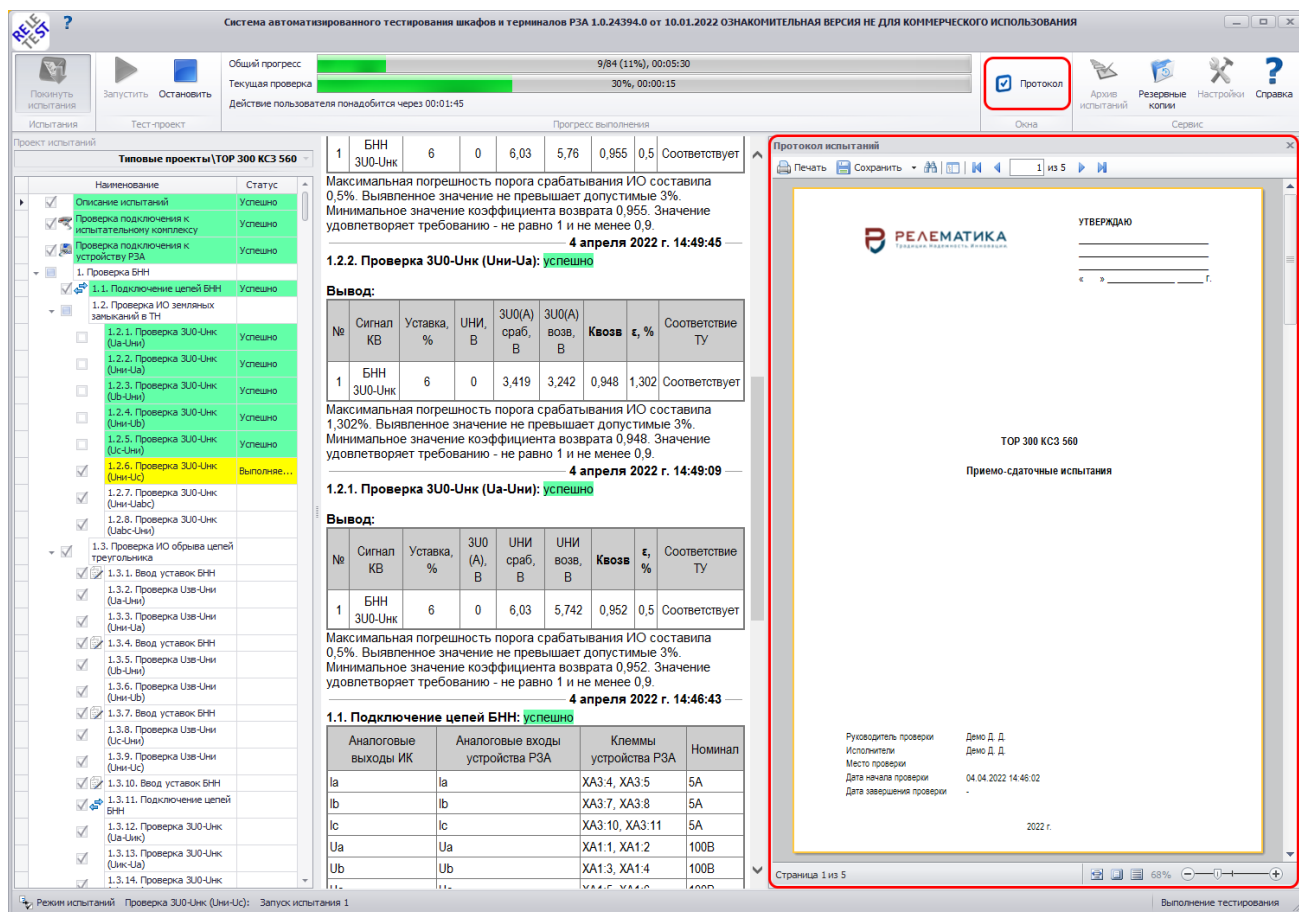 RELE TEST
?
Система автоматизированного тестирования шкафов и терминалов РЗА 1.0.24394.0 от 10.01.2022 ОЗНАКОМИТЕЛЬНАЯ ВЕРСИЯ НЕ ДЛЯ КОММЕРЧЕСКОГО ИСПОЛЬЗОВАНИЯ
Покинуть испытания
Запустить
Остановить
Общий прогресс
9/84 (11%), 00:05:30
Текущая проверка
30%, 00:00:15
Действие пользователя понадобится через 00:01:45
Протокол
Архив испытаний
Резервные копии
Настройки
Справка
Испытания
Тест-проект
Прогресс выполнения
Окна
Сервис
Проект испытаний
Типовые проекты\ТОР 300 КСЗ 560
Наименование Статус
Описание испытаний Успешно
Проверка подключения к испытательному комплексу Успешно
Проверка подключения к устройству РЗА Успешно
1. Проверка БНН
1.1. Подключение цепей БНН Успешно
1.2. Проверка ИО земляных замыканий в ТН
1.2.1. Проверка 3U0-Uнк (Ua-Uни) Успешно
1.2.2. Проверка 3U0-Uнк (Uни-Ua) Успешно
1.2.3. Проверка 3U0-Uнк (Ub-Uни) Успешно
1.2.4. Проверка 3U0-Uнк (Uни-Ub) Успешно
1.2.5. Проверка 3U0-Uнк (Uc-Uни) Успешно
1.2.6. Проверка 3U0-Uнк (Uни-Uc) Выполняе...
1.2.7. Проверка 3U0-Uнк (Uни-Uabc)
1.2.8. Проверка 3U0-Uнк (Uabc-Uни)
1.3. Проверка ИО обрыва цепей треугольника
1.3.1. Ввод уставок БНН
1.3.2. Проверка Uзв-Uни (Ua-Uни)
1.3.3. Проверка Uзв-Uни (Uни-Ua)
1.3.4. Ввод уставок БНН
1.3.5. Проверка Uзв-Uни (Ub-Uни)
1.3.6. Проверка Uзв-Uни (Uни-Ub)
1.3.7. Ввод уставок БНН
1.3.8. Проверка Uзв-Uни (Uc-Uни)
1.3.9. Проверка Uзв-Uни (Uни-Uc)
1.3.10. Ввод уставок БНН
1.3.11. Подключение цепей БНН
1.3.12. Проверка 3U0-Uнк (Ua-Uик)
1.3.13. Проверка 3U0-Uнк (Uик-Ua)
1.3.14. Проверка 3U0-Uнк
1 БНН 3U0-Uнк 6 0 6,03 5,76 0,955 0,5 Соответствует
Максимальная погрешность порога срабатывания ИО составила
0,5%. Выявленное значение не превышает допустимые 3%.
Минимальное значение коэффициента возврата 0,955. Значение
удовлетворяет требованию - не равно 1 и не менее 0,9.
4 апреля 2022 г. 14:49:45
1.2.2. Проверка 3U0-Uнк (Uни-Ua): успешно
Вывод:
№ Сигнал КВ Уставка, % UНИ, В 3U0(A) сраб, В 3U0(A) возв, В Kвозв ε, % Соответствие ТУ
1 БНН 3U0-Uнк 6 0 3,419 3,242 0,948 1,302 Соответствует
Максимальная погрешность порога срабатывания ИО составила
1,302%. Выявленное значение не превышает допустимые 3%.
Минимальное значение коэффициента возврата 0,948. Значение
удовлетворяет требованию - не равно 1 и не менее 0,9.
4 апреля 2022 г. 14:49:09
1.2.1. Проверка 3U0-Uнк (Ua-Uни): успешно
Вывод:
№ Сигнал КВ Уставка, % 3U0 (A), В UНИ сраб, В UНИ возв, В Kвозв ε, % Соответствие ТУ
1 БНН 3U0-Uнк 6 0 6,03 5,742 0,952 0,5 Соответствует
Максимальная погрешность порога срабатывания ИО составила
0,5%. Выявленное значение не превышает допустимые 3%.
Минимальное значение коэффициента возврата 0,952. Значение
удовлетворяет требованию - не равно 1 и не менее 0,9.
4 апреля 2022 г. 14:46:43
1.1. Подключение цепей БНН: успешно
Аналоговые выходы ИК Аналоговые входы устройства РЗА Клеммы устройства РЗА Номинал
Ia Ia XA3:4, XA3:5 5А
Ib Ib XA3:7, XA3:8 5А
Ic Ic XA3:10, XA3:11 5А
Ua Ua XA1:1, XA1:2 100В
Ub Ub XA1:3, XA1:4 100В
Протокол испытаний
Печать Сохранить 1 из 5
РЕЛЕМАТИКА
Традиции. Надежность. Инновации.
УТВЕРЖДАЮ
« » г.
ТОР 300 КСЗ 560
Приемо-сдаточные испытания
Руководитель проверки Демо Д. Д.
Исполнители Демо Д. Д.
Место проверки
Дата начала проверки 04.04.2022 14:46:02
Дата завершения проверки -
2022 г.
Страница 1 из 5
68%
Режим испытаний Проверка 3U0-Uнк (Uни-Uc): Запуск испытания 1
Выполнение тестирования